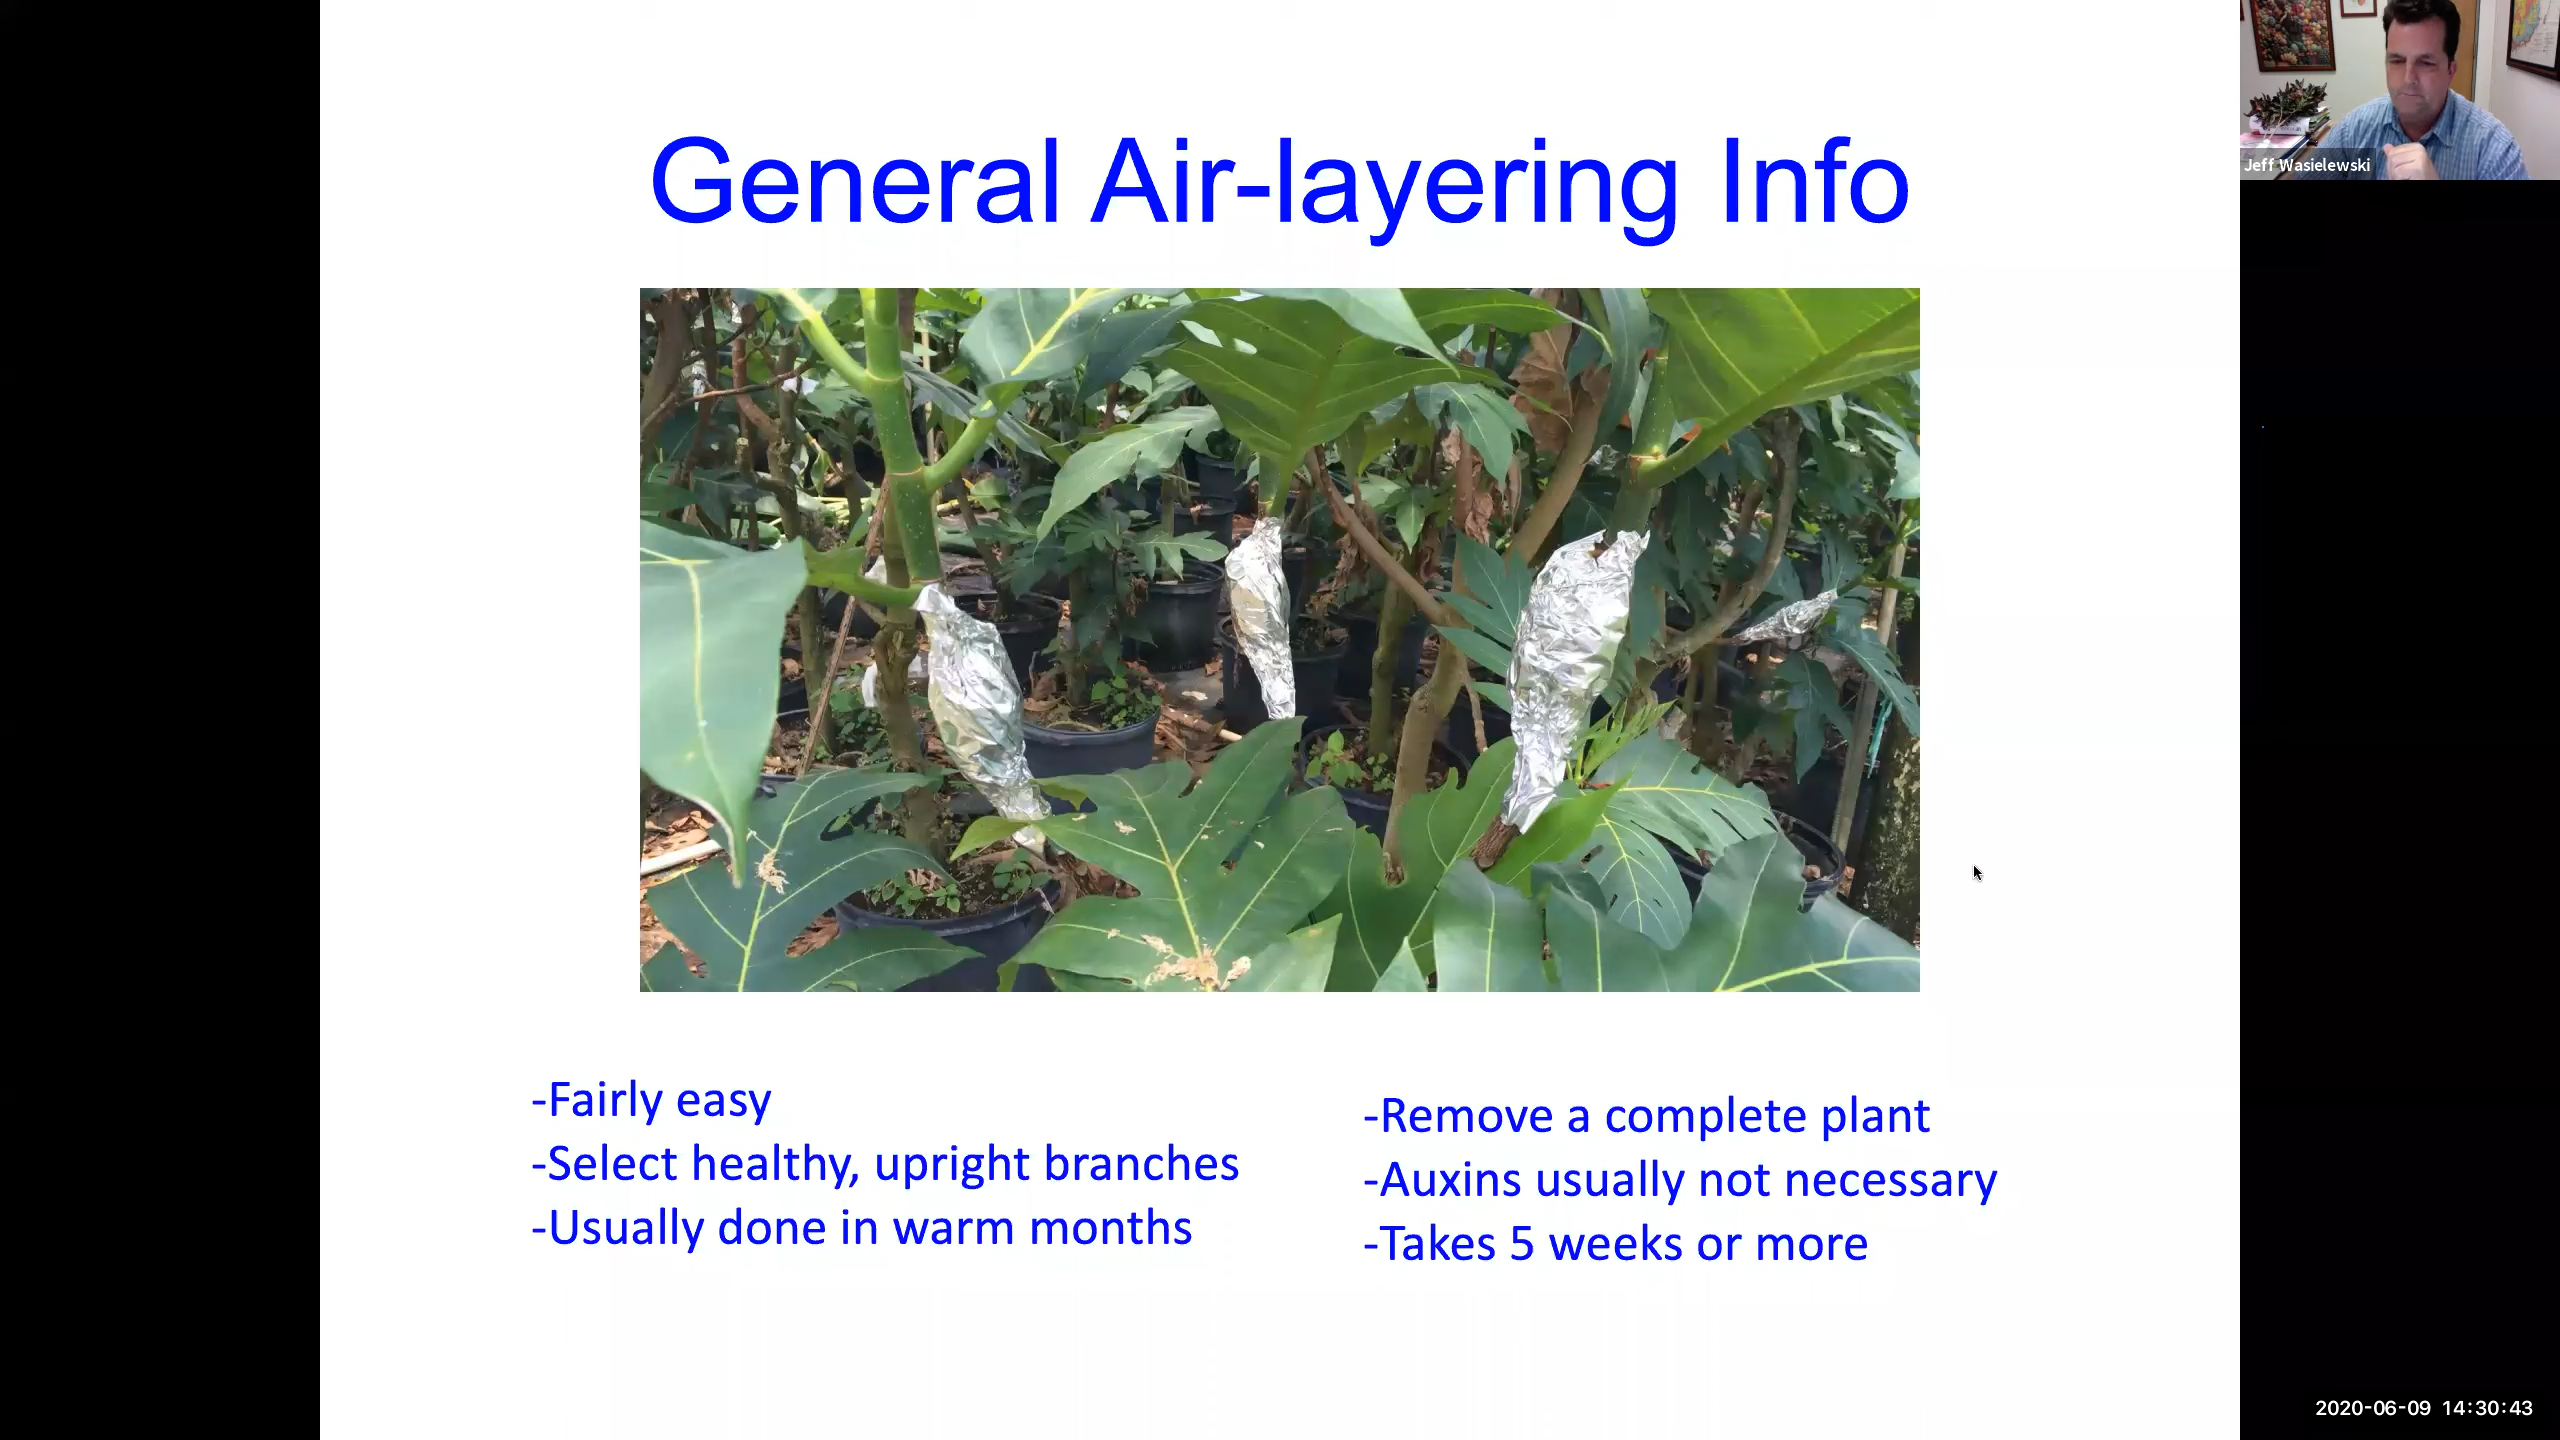 General Air-layering Info
Jeff Wasielewski
-Fairly easy
-Select healthy, upright branches
-Usually done in warm months
-Remove a complete plant
-Auxins usually not necessary
-Takes 5 weeks or more
2020-06-09 14:30:43